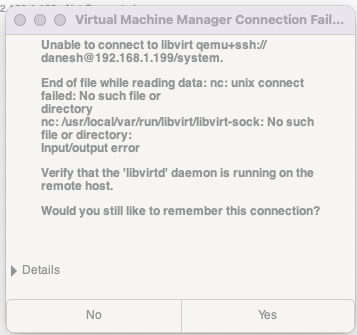 Virtual Machine Manager Connection Fail...
Unable to connect to libvirt qemu+ssh://
danesh@192.168.1.199/system.
End of file while reading data: nc: unix connect
failed: No such file or
directory
nc: /usr/local/var/run/libvirt/libvirt-sock: No such
file or directory:
Input/output error
Verify that the 'libvirtd' daemon is running on the
remote host.
Would you still like to remember this connection?
Details
No
Yes